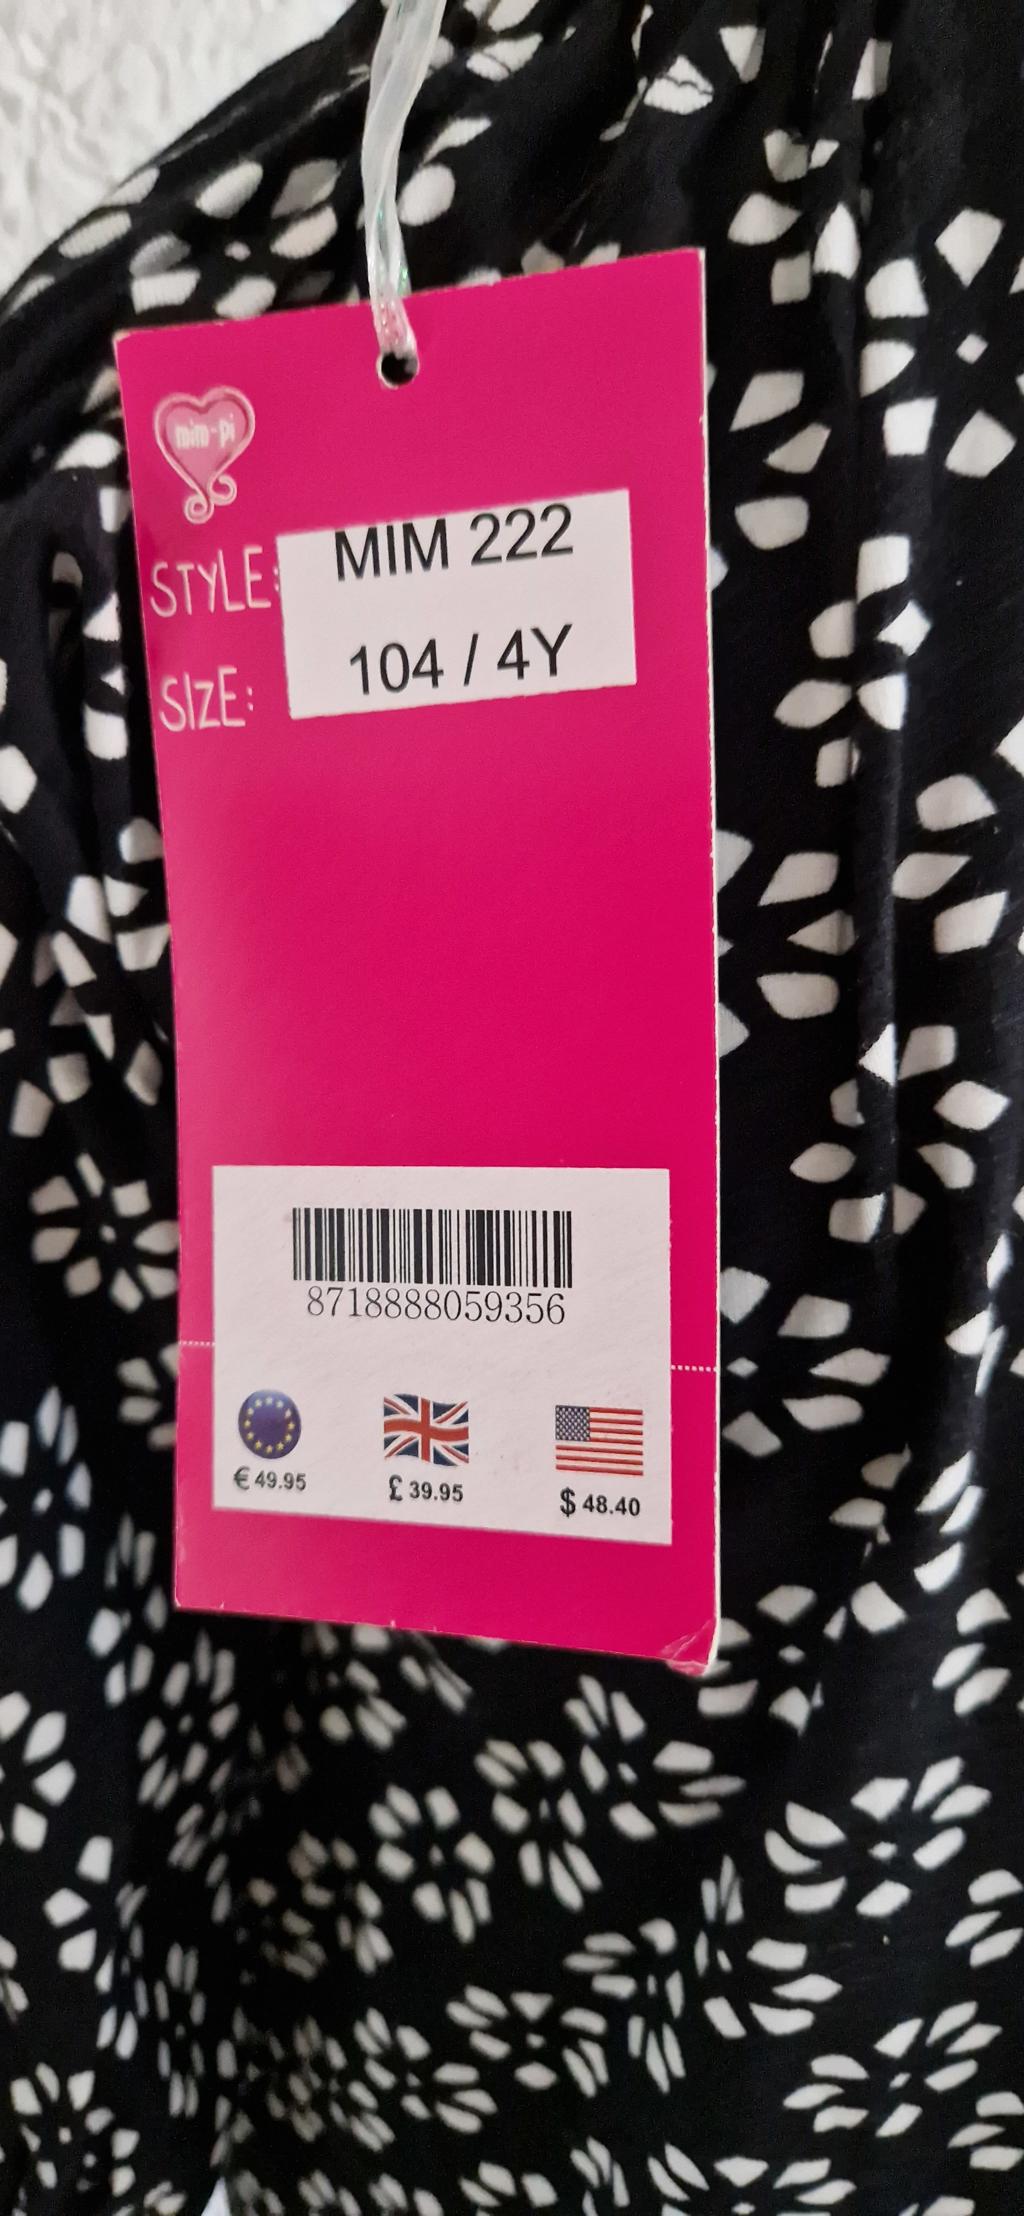 mim-pi
STYLE: MIM 222
SIZE: 104 / 4Y
8718888059356
€ 49.95 £ 39.95 $ 48.40